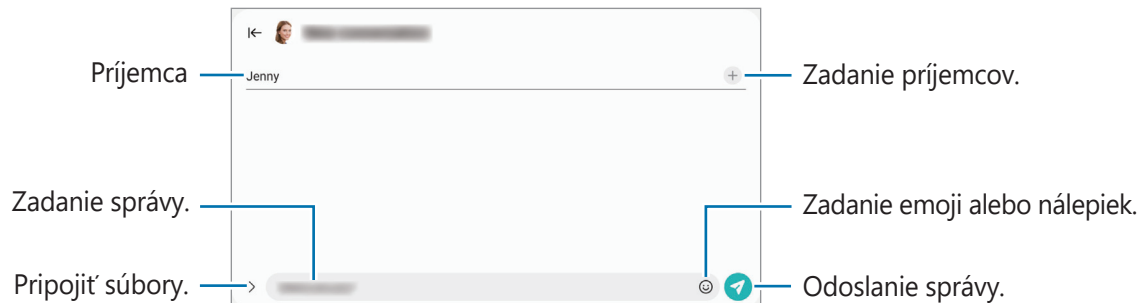 Príjemca
Jenny
Zadanie príjemcov.
Zadanie správy.
Zadanie emoji alebo nálepiek.
Pripojiť súbory.
Odoslanie správy.